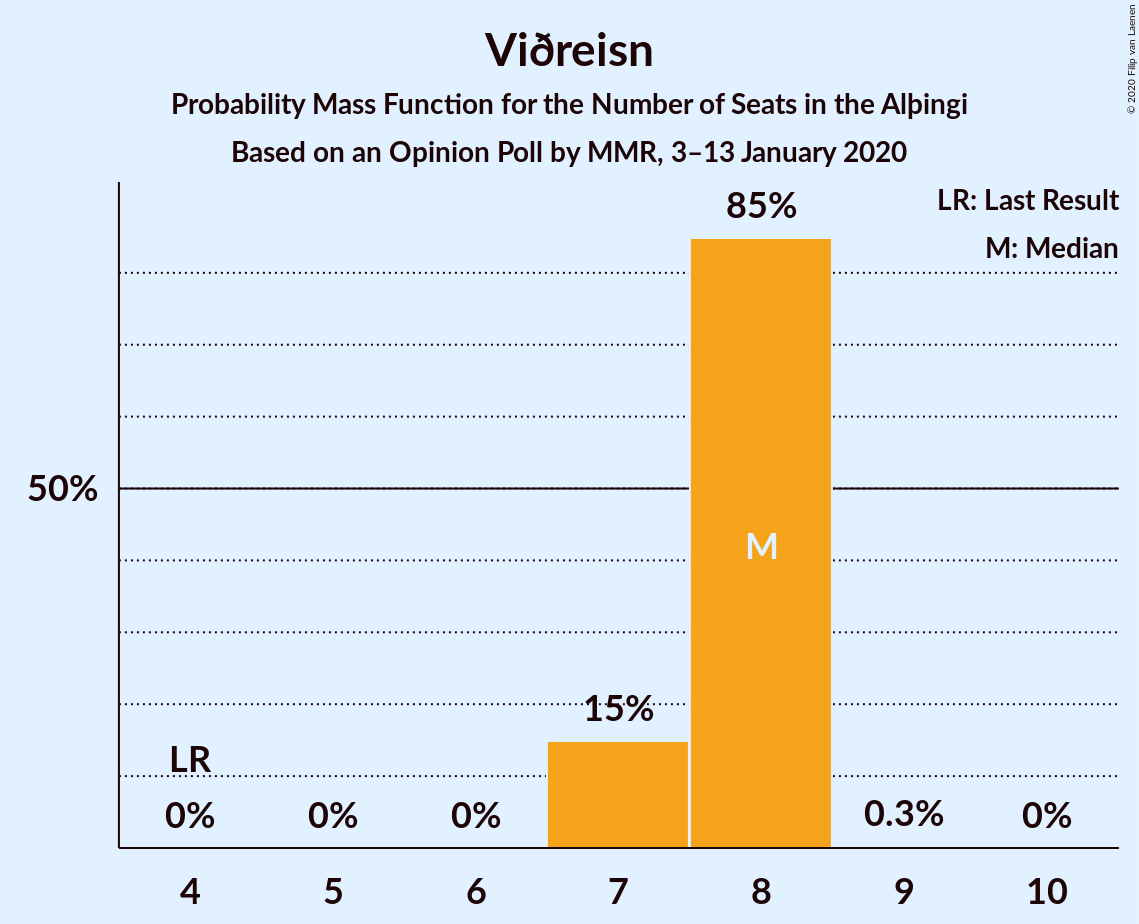 Viðreisn
Probability Mass Function for the Number of Seats in the Alþingi
Based on an Opinion Poll by MMR, 3–13 January 2020
© 2020 Filip van Laenen
LR: Last Result
M: Median
85%
50%
M
15%
LR
0% 0% 0% 0.3% 0%
4 5 6 7 8 9 10